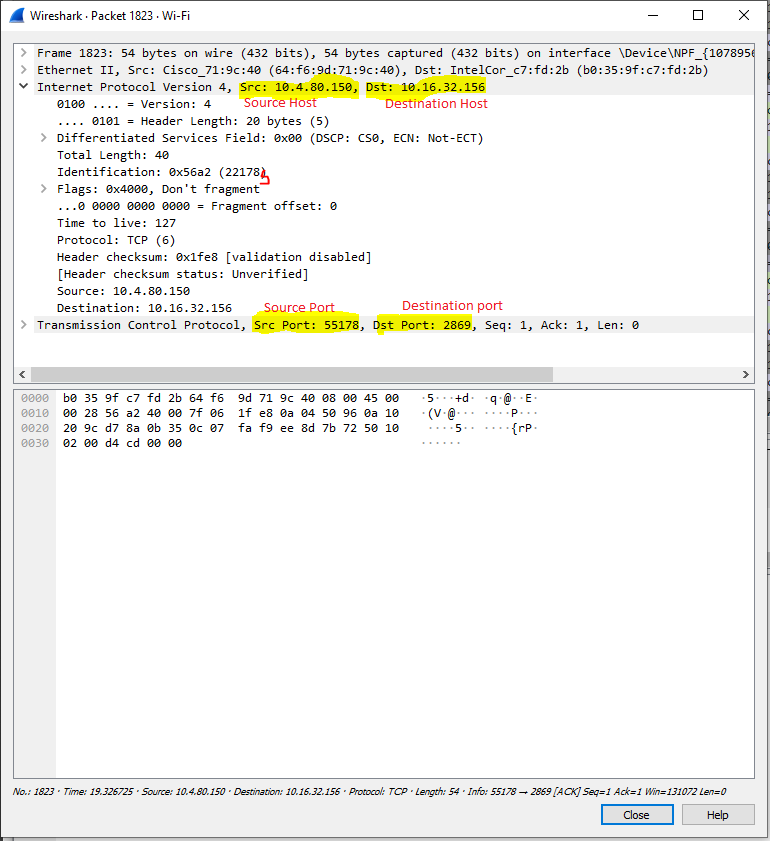 Wireshark · Packet 1823 · Wi-Fi
Frame 1823: 54 bytes on wire (432 bits), 54 bytes captured (432 bits) on interface \Device\NPF_{1078956
Ethernet II, Src: Cisco_71:9c:40 (64:f6:9d:71:9c:40), Dst: IntelCor_c7:fd:2b (b0:35:9f:c7:fd:2b)
Internet Protocol Version 4, Src: 10.4.80.150, Dst: 10.16.32.156
0100 .... = Version: 4 Source Host Destination Host
.... 0101 = Header Length: 20 bytes (5)
Differentiated Services Field: 0x00 (DSCP: CS0, ECN: Not-ECT)
Total Length: 40
Identification: 0x56a2 (22178)
Flags: 0x4000, Don't fragment
...0 0000 0000 0000 = Fragment offset: 0
Time to live: 127
Protocol: TCP (6)
Header checksum: 0x1fe8 [validation disabled]
[Header checksum status: Unverified]
Source: 10.4.80.150
Destination: 10.16.32.156 Source Port Destination port
Transmission Control Protocol, Src Port: 55178, Dst Port: 2869, Seq: 1, Ack: 1, Len: 0
0000 b0 35 9f c7 fd 2b 64 f6 9d 71 9c 40 08 00 45 00 ·5···+d· ·q·@··E·
0010 00 28 56 a2 40 00 7f 06 1f e8 0a 04 50 96 0a 10 ·(V·@··· ····P···
0020 20 9c d7 8a 0b 35 0c 07 fa f9 ee 8d 7b 72 50 10 ····5·· ····{rP·
0030 02 00 d4 cd 00 00 ······
No.: 1823 · Time: 19.326725 · Source: 10.4.80.150 · Destination: 10.16.32.156 · Protocol: TCP · Length: 54 · Info: 55178 → 2869 [ACK] Seq=1 Ack=1 Win=131072 Len=0
Close Help